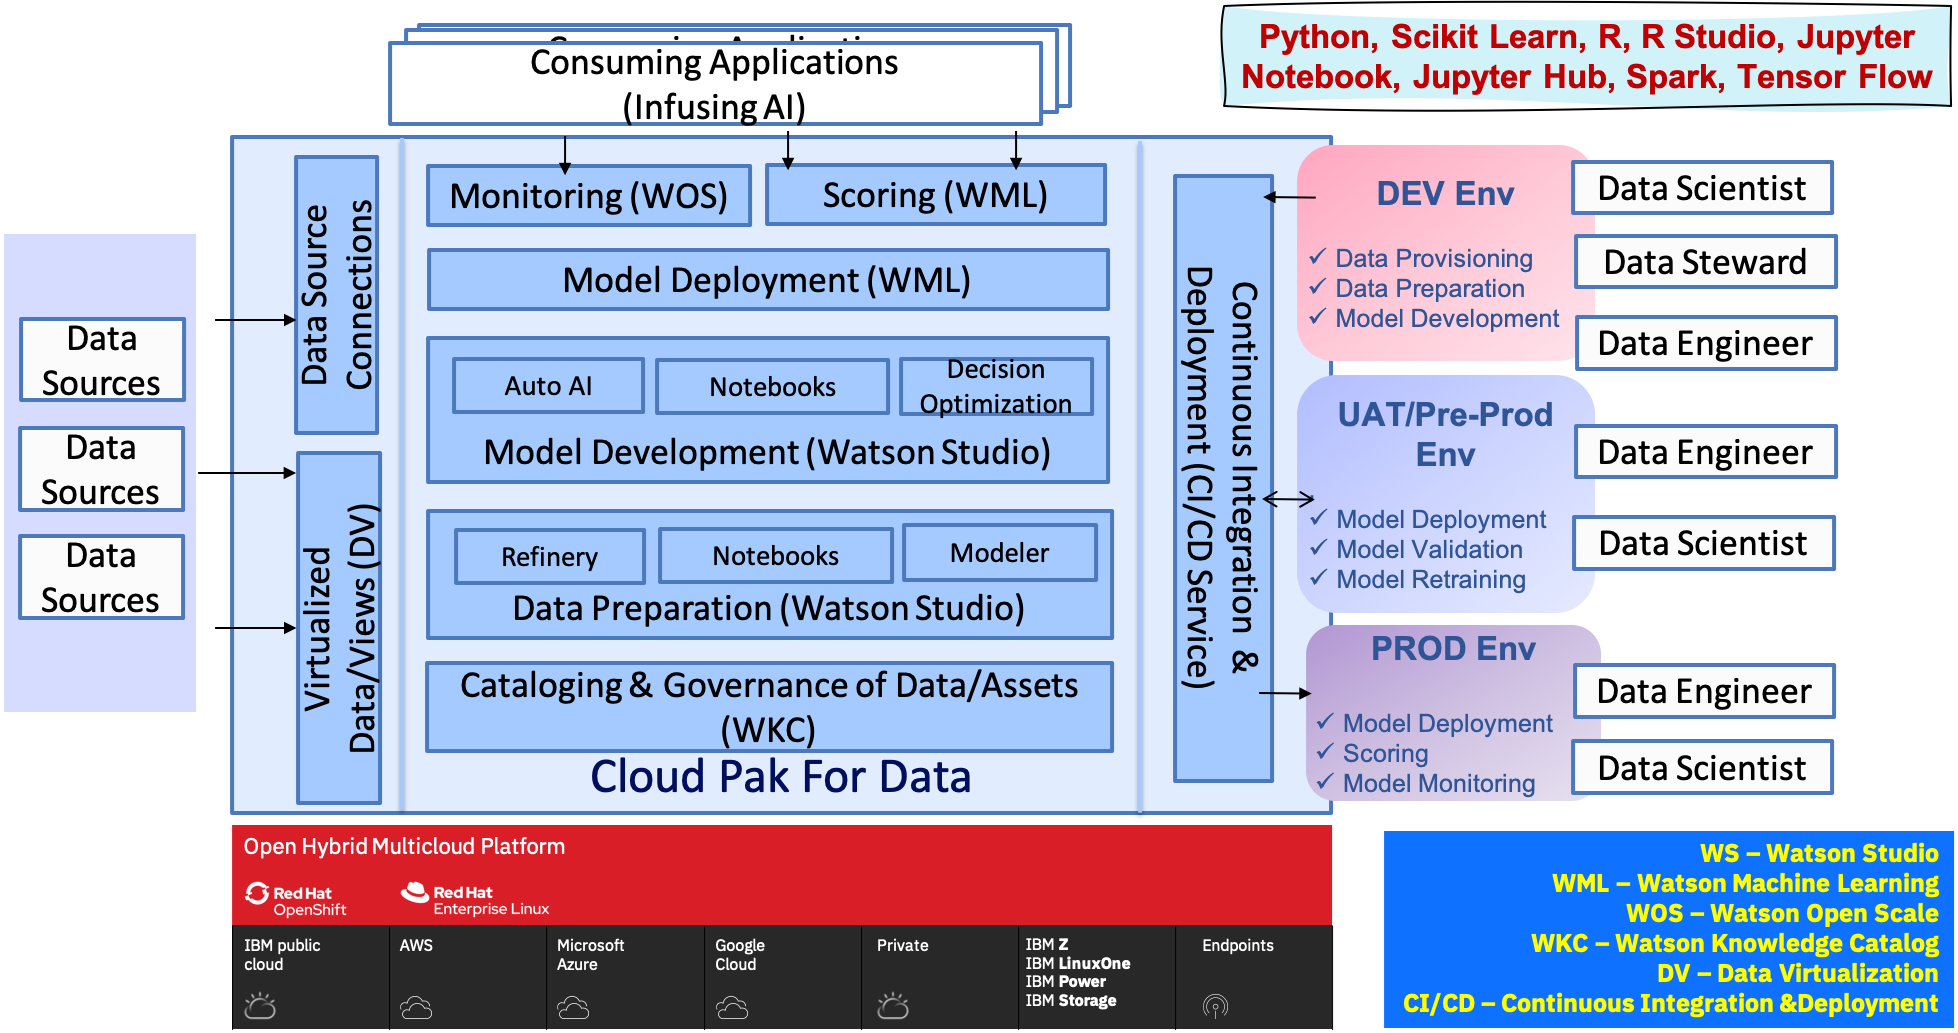 Consuming Applications
(Infusing AI)
Python, Scikit Learn, R, R Studio, Jupyter
Notebook, Jupyter Hub, Spark, Tensor Flow
Data
Sources
Data
Sources
Data
Sources
Data Source
Connections
Virtualized
Data/Views (DV)
Monitoring (WOS)
Scoring (WML)
Model Deployment (WML)
Auto AI
Notebooks
Decision
Optimization
Model Development (Watson Studio)
Refinery
Notebooks
Modeler
Data Preparation (Watson Studio)
Cataloging & Governance of Data/Assets
(WKC)
Cloud Pak For Data
Continuous Integration &
Deployment (CI/CD Service)
DEV Env
✓ Data Provisioning
✓ Data Preparation
✓ Model Development
Data Scientist
Data Steward
Data Engineer
UAT/Pre-Prod
Env
✓ Model Deployment
✓ Model Validation
✓ Model Retraining
Data Engineer
Data Scientist
PROD Env
✓ Model Deployment
✓ Scoring
✓ Model Monitoring
Data Engineer
Data Scientist
Open Hybrid Multicloud Platform
Red Hat
OpenShift
Red Hat
Enterprise Linux
IBM public
cloud
AWS
Microsoft
Azure
Google
Cloud
Private
IBM Z
IBM LinuxOne
IBM Power
IBM Storage
Endpoints
WS – Watson Studio
WML – Watson Machine Learning
WOS – Watson Open Scale
WKC – Watson Knowledge Catalog
DV – Data Virtualization
CI/CD – Continuous Integration &Deployment